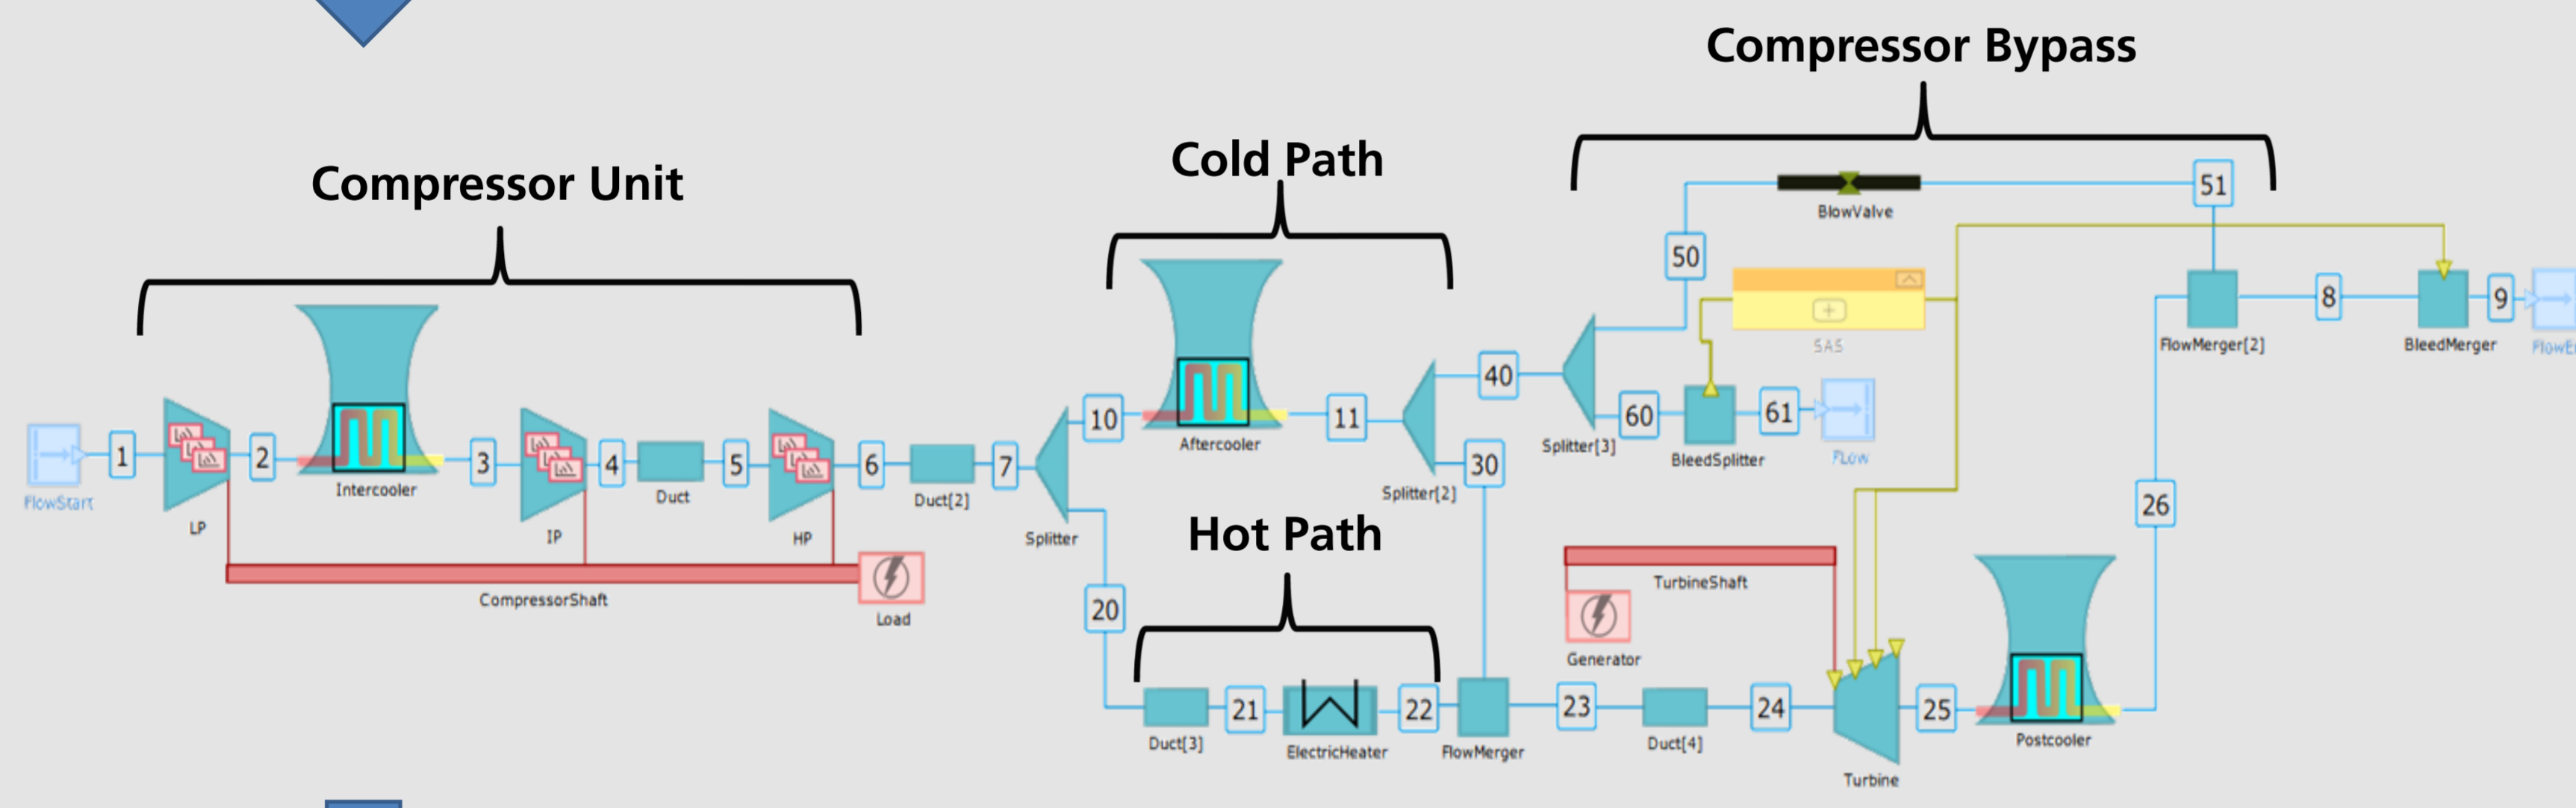 Compressor Bypass
Cold Path
Compressor Unit
Hot Path
FlowStart
1
LP
2
Intercooler
3
IP
4
Duct
5
HP
6
Duct[2]
7
Splitter
CompressorShaft
Load
10
Aftercooler
11
Splitter[2]
40
30
Splitter[3]
50
BlowValve
51
SAS
60
BleedSplitter
61
FLow
FlowMerger[2]
8
BleedMerger
9
20
Duct[3]
21
ElectricHeater
22
FlowMerger
23
Duct[4]
24
TurbineShaft
Generator
Turbine
25
Postcooler
26